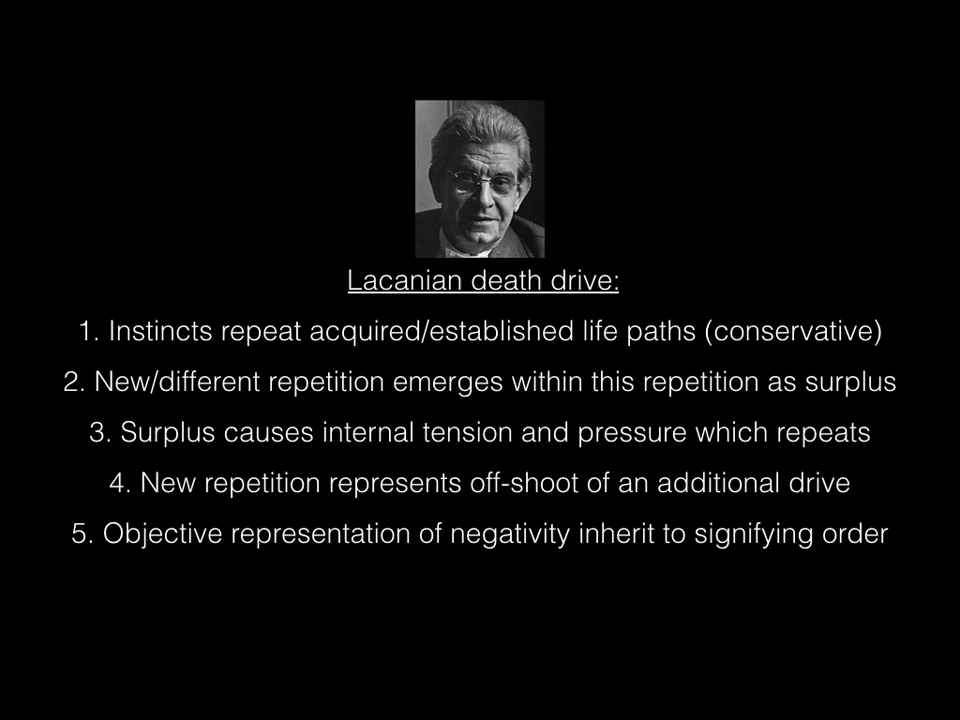 Lacanian death drive:
1. Instincts repeat acquired/established life paths (conservative)
2. New/different repetition emerges within this repetition as surplus
3. Surplus causes internal tension and pressure which repeats
4. New repetition represents off-shoot of an additional drive
5. Objective representation of negativity inherit to signifying order